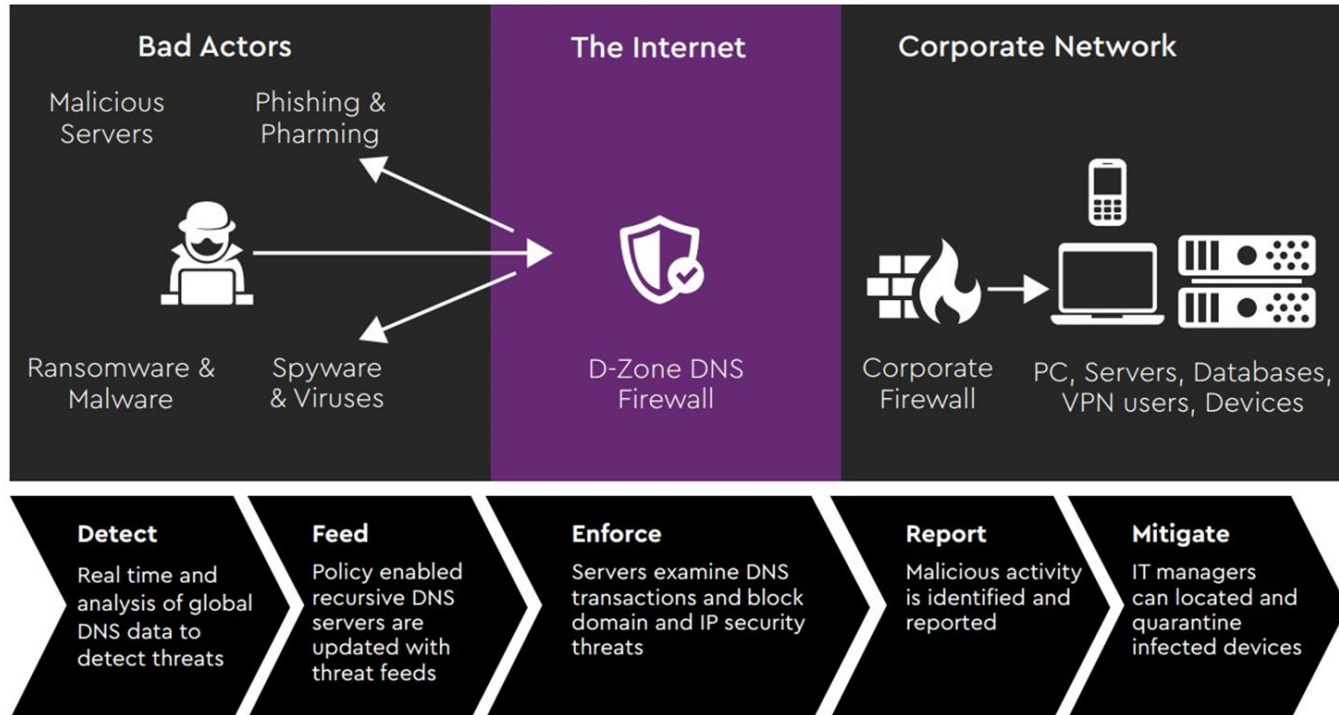 Bad Actors
The Internet
Corporate Network
Malicious
Servers
Phishing &
Pharming
Ransomware &
Malware
Spyware
& Viruses
D-Zone DNS
Firewall
Corporate
Firewall
PC, Servers, Databases,
VPN users, Devices
Detect
Real time and
analysis of global
DNS data to
detect threats
Feed
Policy enabled
recursive DNS
servers are
updated with
threat feeds
Enforce
Servers examine DNS
transactions and block
domain and IP security
threats
Report
Malicious activity
is identified and
reported
Mitigate
IT managers
can located and
quarantine
infected devices